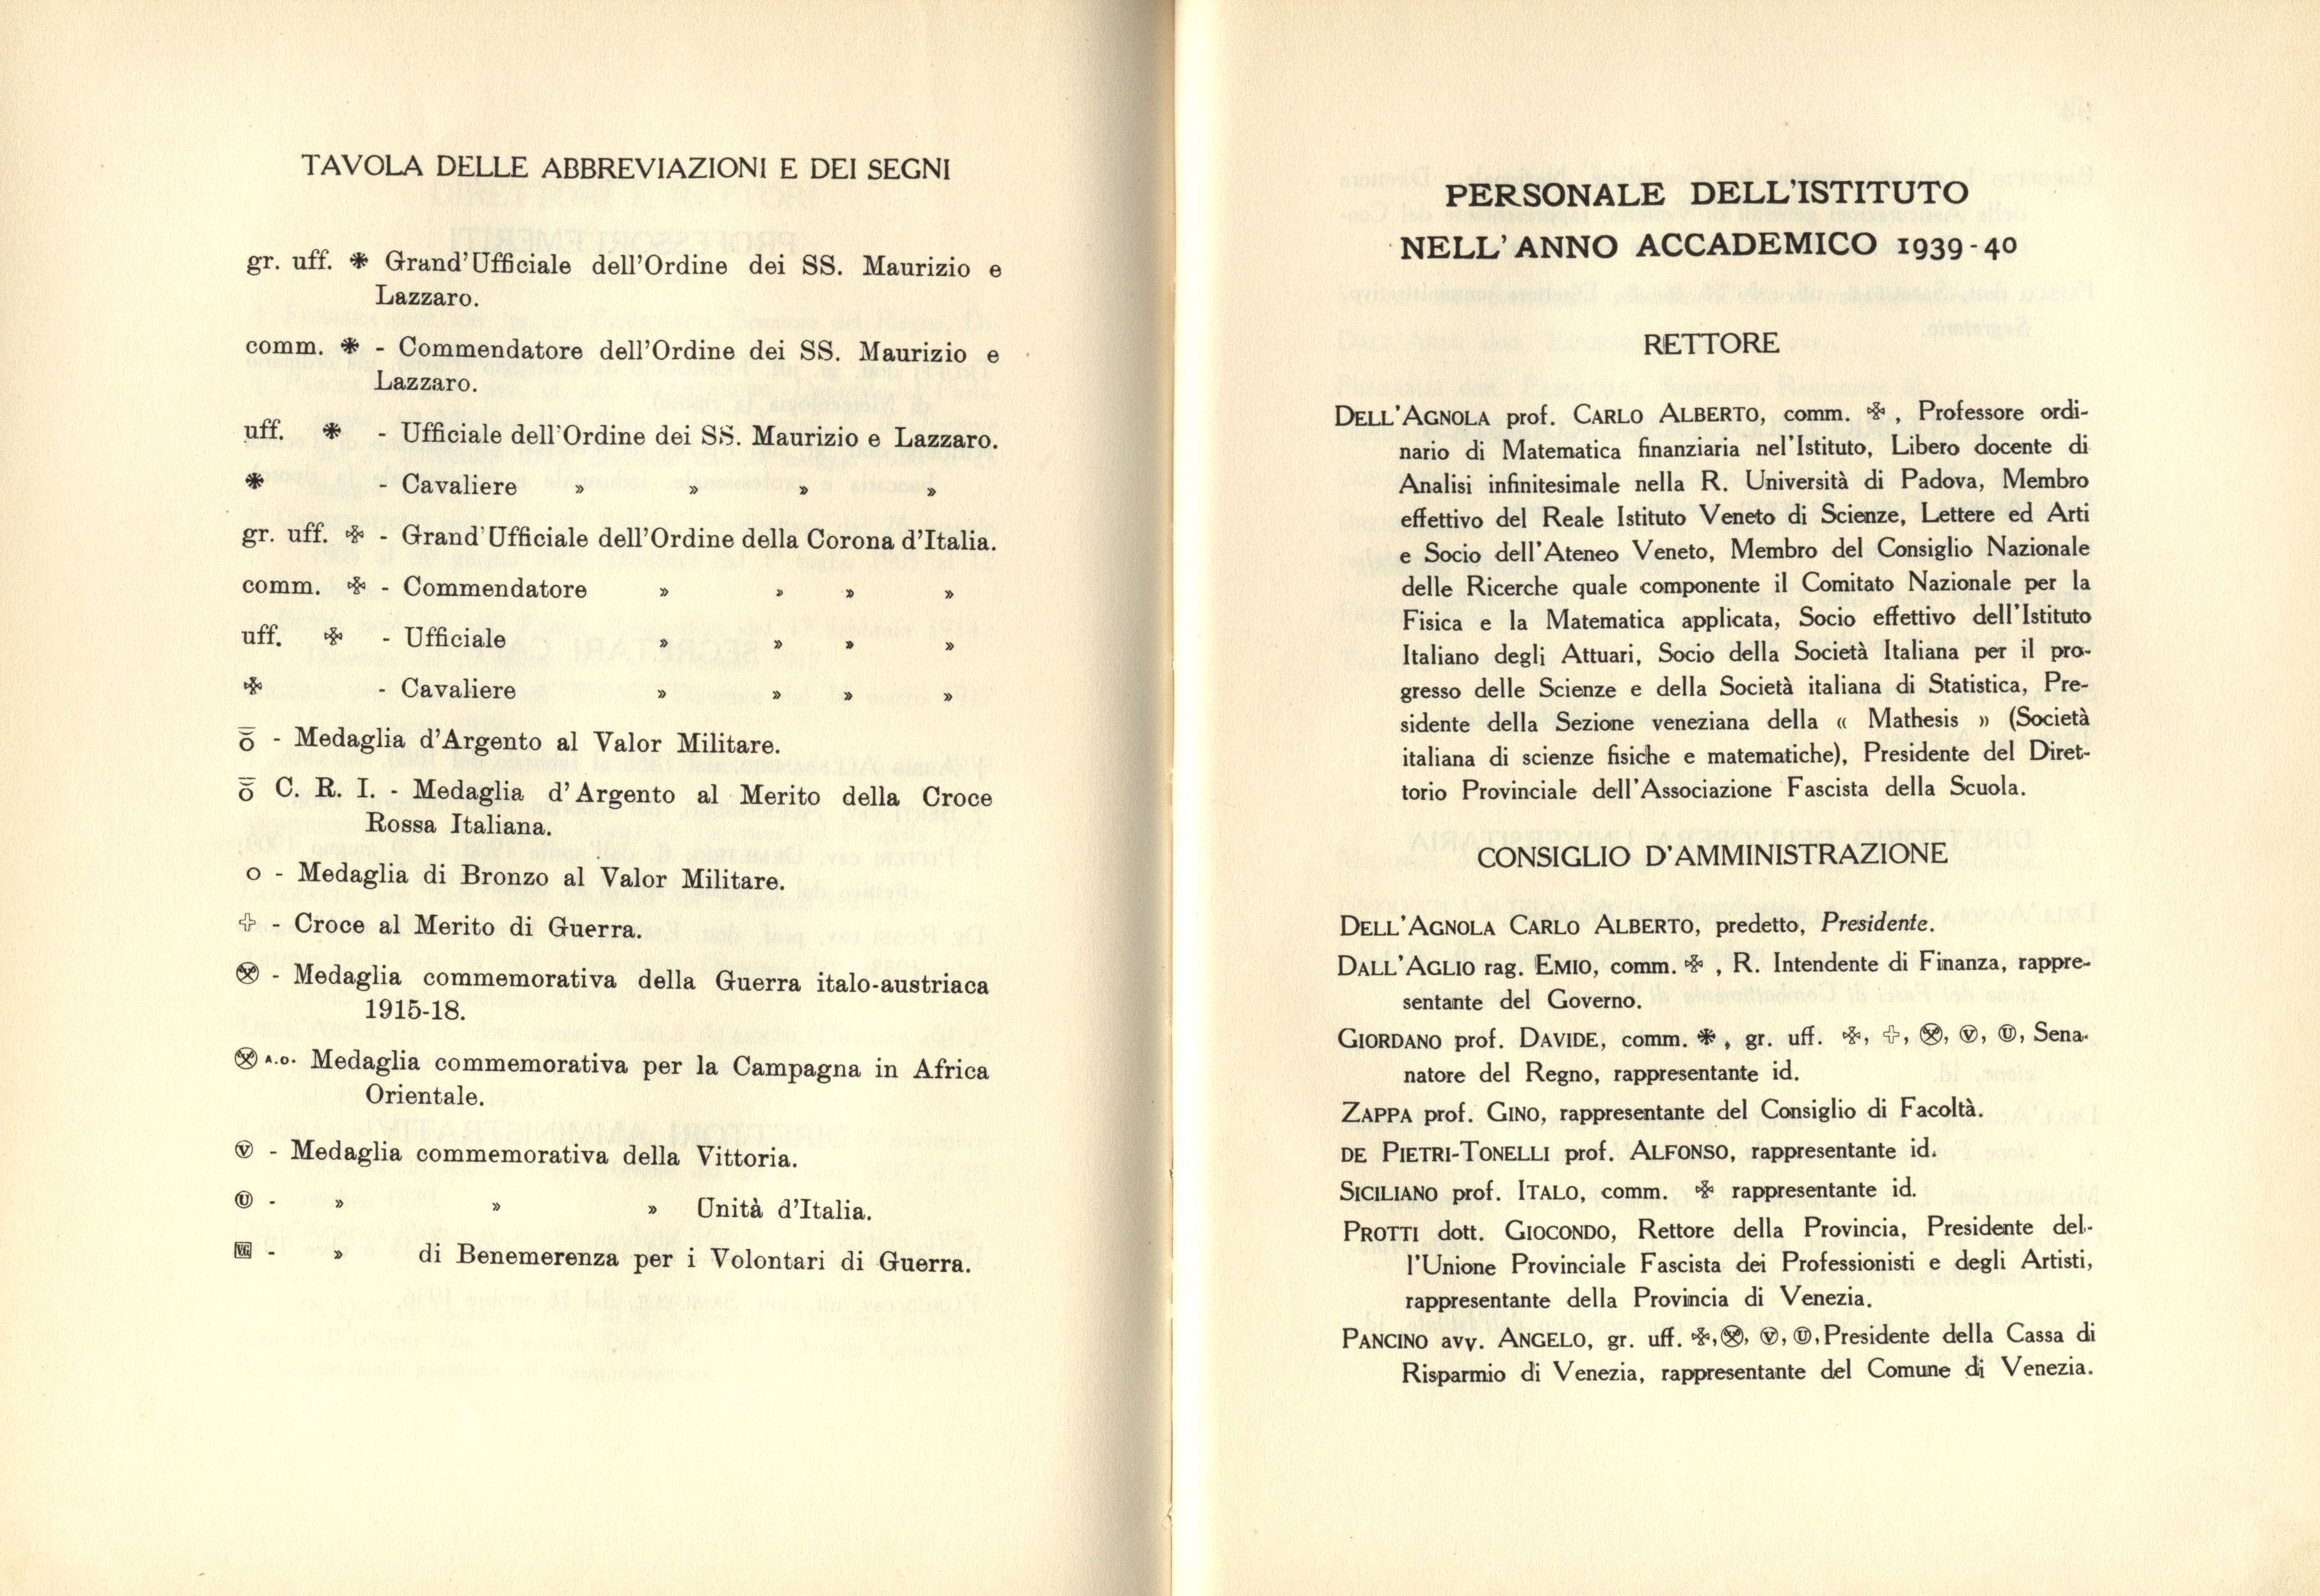 TAVOLA DELLE ABBREVIAZIONI E DEI SEGNI
gr. uff. ✻ Grand'Ufficiale dell'Ordine dei SS. Maurizio e
Lazzaro.
comm. ✻ - Commendatore dell'Ordine dei SS. Maurizio e
Lazzaro.
uff. ✻ - Ufficiale dell'Ordine dei SS. Maurizio e Lazzaro.
✻ - Cavaliere » » » »
gr. uff. ✠ - Grand'Ufficiale dell'Ordine della Corona d'Italia.
comm. ✠ - Commendatore » » » »
uff. ✠ - Ufficiale » » » »
✠ - Cavaliere » » » »
ō - Medaglia d'Argento al Valor Militare.
ō C. R. I. - Medaglia d'Argento al Merito della Croce
Rossa Italiana.
o - Medaglia di Bronzo al Valor Militare.
✢ - Croce al Merito di Guerra.
⊗ - Medaglia commemorativa della Guerra italo-austriaca
1915-18.
⊗ A.O. Medaglia commemorativa per la Campagna in Africa
Orientale.
Ⓥ - Medaglia commemorativa della Vittoria.
Ⓤ - » » » Unità d'Italia.
VG - » di Benemerenza per i Volontari di Guerra.
PERSONALE DELL'ISTITUTO
NELL'ANNO ACCADEMICO 1939-40
RETTORE
DELL'AGNOLA prof. CARLO ALBERTO, comm. ✠, Professore ordi-
nario di Matematica finanziaria nel'Istituto, Libero docente di
Analisi infinitesimale nella R. Università di Padova, Membro
effettivo del Reale Istituto Veneto di Scienze, Lettere ed Arti
e Socio dell'Ateneo Veneto, Membro del Consiglio Nazionale
delle Ricerche quale componente il Comitato Nazionale per la
Fisica e la Matematica applicata, Socio effettivo dell'Istituto
Italiano degli Attuari, Socio della Società Italiana per il pro-
gresso delle Scienze e della Società italiana di Statistica, Pre-
sidente della Sezione veneziana della « Mathesis » (Società
italiana di scienze fisiche e matematiche), Presidente del Diret-
torio Provinciale dell'Associazione Fascista della Scuola.
CONSIGLIO D'AMMINISTRAZIONE
DELL'AGNOLA CARLO ALBERTO, predetto, Presidente.
DALL'AGLIO rag. EMIO, comm. ✠, R. Intendente di Finanza, rappre-
sentante del Governo.
GIORDANO prof. DAVIDE, comm. ✻, gr. uff. ✠, ✢, ⊗, Ⓥ, Ⓤ, Sena-
natore del Regno, rappresentante id.
ZAPPA prof. GINO, rappresentante del Consiglio di Facoltà.
DE PIETRI-TONELLI prof. ALFONSO, rappresentante id.
SICILIANO prof. ITALO, comm. ✠ rappresentante id.
PROTTI dott. GIOCONDO, Rettore della Provincia, Presidente del-
l'Unione Provinciale Fascista dei Professionisti e degli Artisti,
rappresentante della Provincia di Venezia.
PANCINO avv. ANGELO, gr. uff. ✠, ⊗, Ⓥ, Ⓤ, Presidente della Cassa di
Risparmio di Venezia, rappresentante del Comune di Venezia.